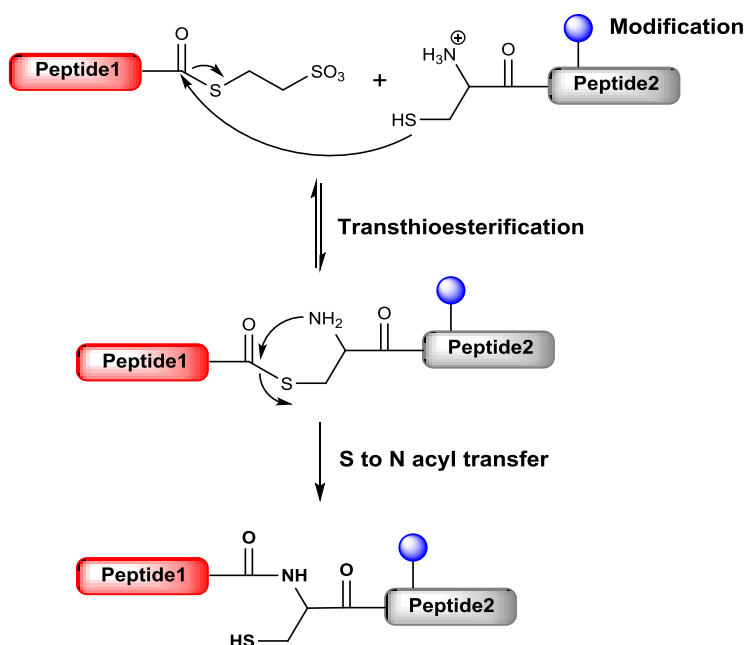 O
Modification
Peptide1
S
SO3
+
H3N⊕
O
Peptide2
HS
Transthioesterification
O
NH2
O
Peptide1
S
Peptide2
S to N acyl transfer
O
Peptide1
NH
O
Peptide2
HS